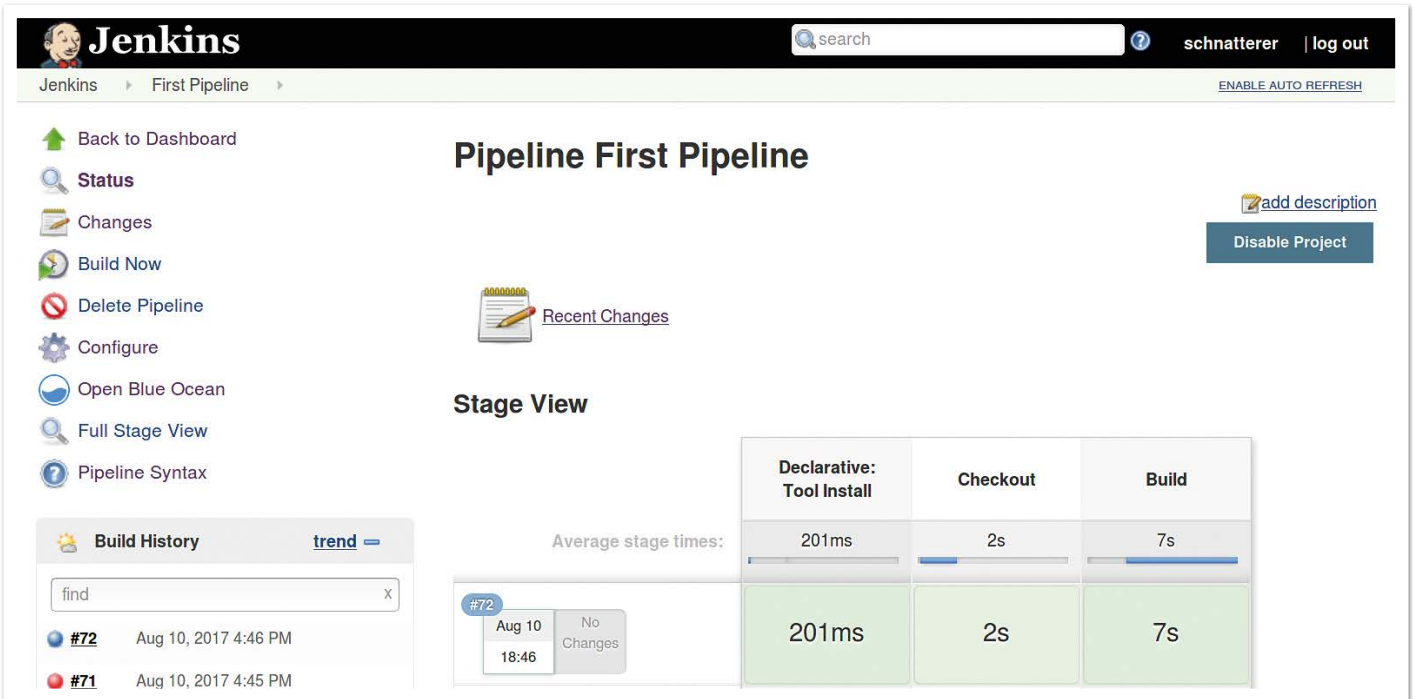 Jenkins
search
schnatterer | log out
Jenkins First Pipeline
ENABLE AUTO REFRESH
Back to Dashboard
Status
Changes
Build Now
Delete Pipeline
Configure
Open Blue Ocean
Full Stage View
Pipeline Syntax
Build History trend
find x
#72 Aug 10, 2017 4:46 PM
#71 Aug 10, 2017 4:45 PM
Pipeline First Pipeline
add description
Disable Project
Recent Changes
Stage View
Declarative:
Tool Install
Checkout
Build
Average stage times:
201ms 2s 7s
#72
Aug 10
18:46
No
Changes
201ms 2s 7s